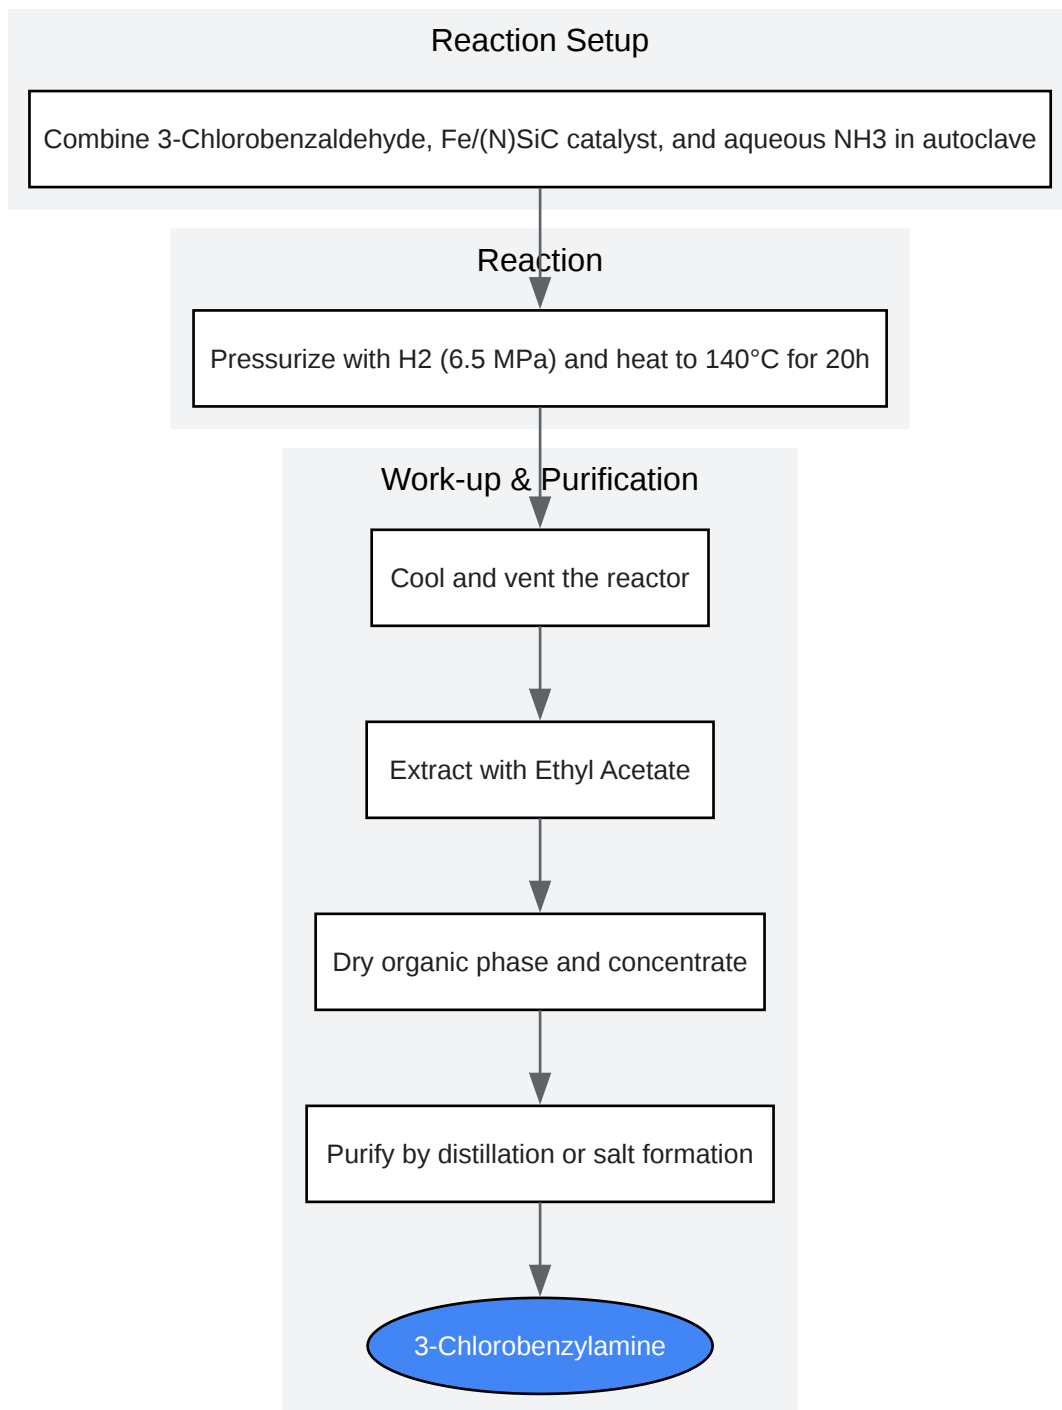 Reaction Setup
Combine 3-Chlorobenzaldehyde, Fe/(N)SiC catalyst, and aqueous NH3 in autoclave
Reaction
Pressurize with H2 (6.5 MPa) and heat to 140°C for 20h
Work-up & Purification
Cool and vent the reactor
Extract with Ethyl Acetate
Dry organic phase and concentrate
Purify by distillation or salt formation
3-Chlorobenzylamine